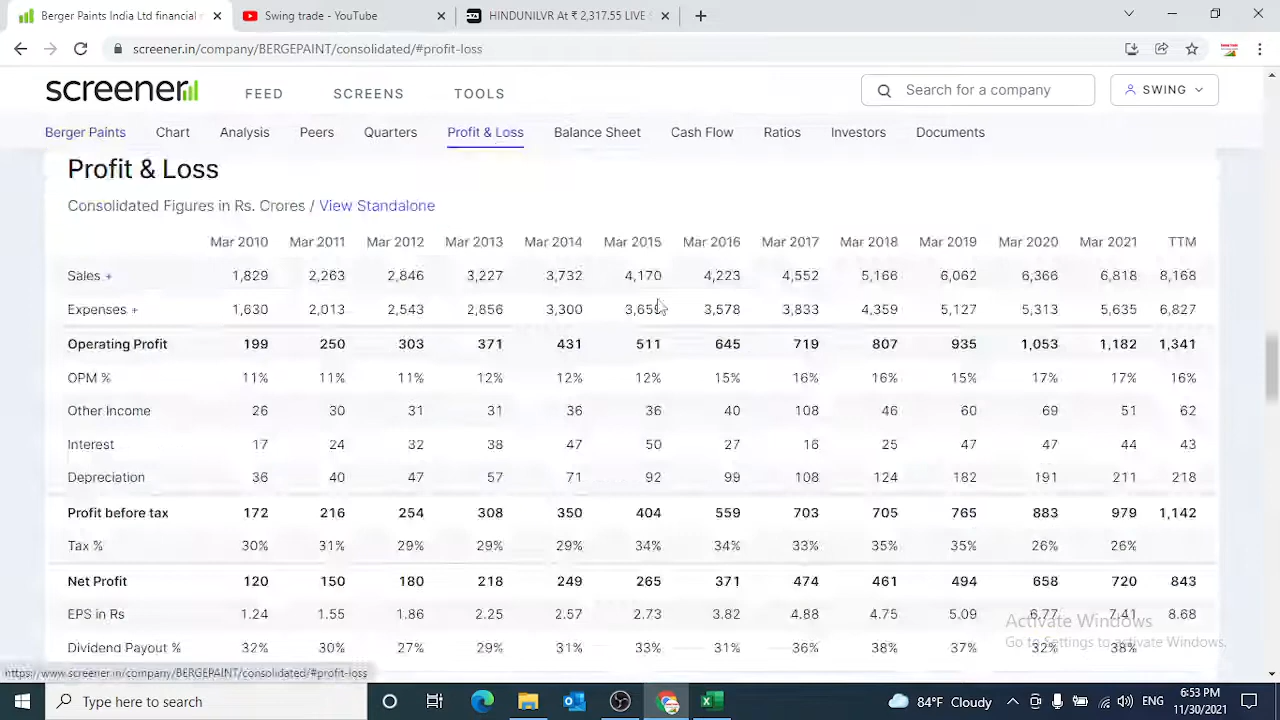 Berger Paints India Ltd financial
Swing trade - YouTube
HINDUNILVR At ₹ 2,317.55 LIVE S
screener.in/company/BERGEPAINT/consolidated/#profit-loss
screener
FEED
SCREENS
TOOLS
Search for a company
SWING
Berger Paints Chart Analysis Peers Quarters Profit & Loss Balance Sheet Cash Flow Ratios Investors Documents
Profit & Loss
Consolidated Figures in Rs. Crores / View Standalone
Mar 2010 Mar 2011 Mar 2012 Mar 2013 Mar 2014 Mar 2015 Mar 2016 Mar 2017 Mar 2018 Mar 2019 Mar 2020 Mar 2021 TTM
Sales + 1,829 2,263 2,846 3,227 3,732 4,170 4,223 4,552 5,166 6,062 6,366 6,818 8,168
Expenses + 1,630 2,013 2,543 2,856 3,300 3,578 3,833 4,359 5,127 5,313 5,635 6,827
Operating Profit 199 250 303 371 431 511 645 719 807 935 1,053 1,182 1,341
OPM % 11% 11% 11% 12% 12% 12% 15% 16% 16% 15% 17% 17% 16%
Other Income 26 30 31 31 36 36 40 108 46 60 69 51 62
Interest 17 24 32 38 47 50 27 16 25 47 47 44 43
Depreciation 36 40 47 57 71 92 99 108 124 182 191 211 218
Profit before tax 172 216 254 308 350 404 559 703 705 765 883 979 1,142
Tax % 30% 31% 29% 29% 29% 34% 34% 33% 35% 35% 26% 26%
Net Profit 120 150 180 218 249 265 371 474 461 494 658 720 843
EPS in Rs 1.24 1.55 1.86 2.25 2.57 2.73 3.82 4.88 4.75 5.09 6.77 7.41 8.68
Dividend Payout % 32% 30% 27% 29% 31% 33% 31% 36% 38% 37% 32% 38%
Activate Windows
Go to Settings to activate Windows.
https://www.screener.in/company/BERGEPAINT/consolidated/#profit-loss
Type here to search
84°F Cloudy
ENG
6:53 PM
11/30/2021